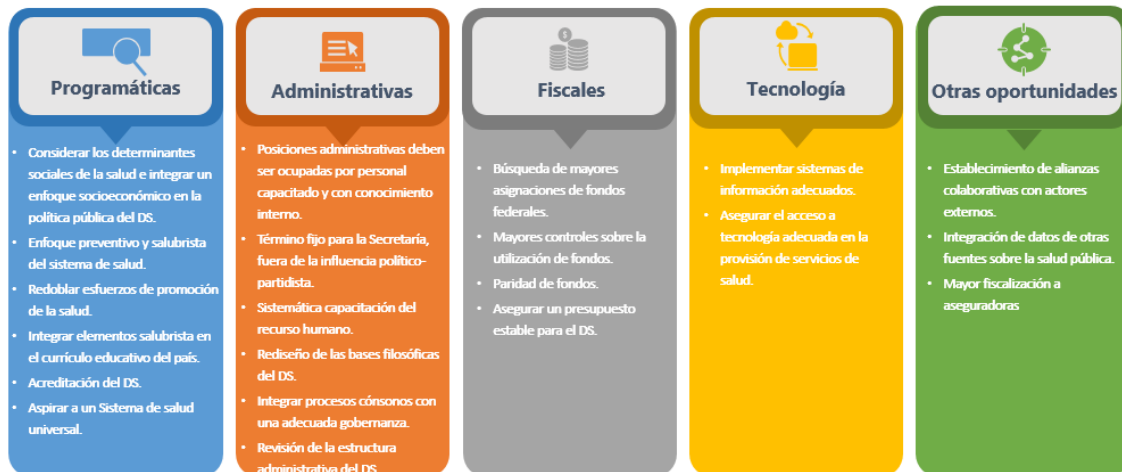 Programáticas
• Considerar los determinantes
sociales de la salud e integrar un
enfoque socioeconómico en la
política pública del DS.
• Enfoque preventivo y salubrista
del sistema de salud.
• Redoblar esfuerzos de promoción
de la salud.
• Integrar elementos salubrista en
el currículo educativo del país.
• Acreditación del DS.
• Aspirar a un Sistema de salud
universal.
Administrativas
• Posiciones administrativas deben
ser ocupadas por personal
capacitado y con conocimiento
interno.
• Término fijo para la Secretaría,
fuera de la influencia político-
partidista.
• Sistemática capacitación del
recurso humano.
• Rediseño de las bases filosóficas
del DS.
• Integrar procesos cónsonos con
una adecuada gobernanza.
• Revisión de la estructura
administrativa del DS
Fiscales
• Búsqueda de mayores
asignaciones de fondos
federales.
• Mayores controles sobre la
utilización de fondos.
• Paridad de fondos.
• Asegurar un presupuesto
estable para el DS.
Tecnología
• Implementar sistemas de
información adecuados.
• Asegurar el acceso a
tecnología adecuada en la
provisión de servicios de
salud.
Otras oportunidades
• Establecimiento de alianzas
colaborativas con actores
externos.
• Integración de datos de otras
fuentes sobre la salud pública.
• Mayor fiscalización a
aseguradoras